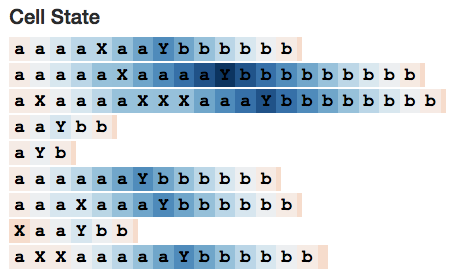 Cell State
a a a a X a a Y b b b b b b
a a a a a X a a a a Y b b b b b b b b b
a X a a a a X X X a a a Y b b b b b b b b
a a Y b b
a Y b
a a a a a a Y b b b b b b
a a a X a a a Y b b b b b b
X a a Y b b
a X X a a a a a Y b b b b b b